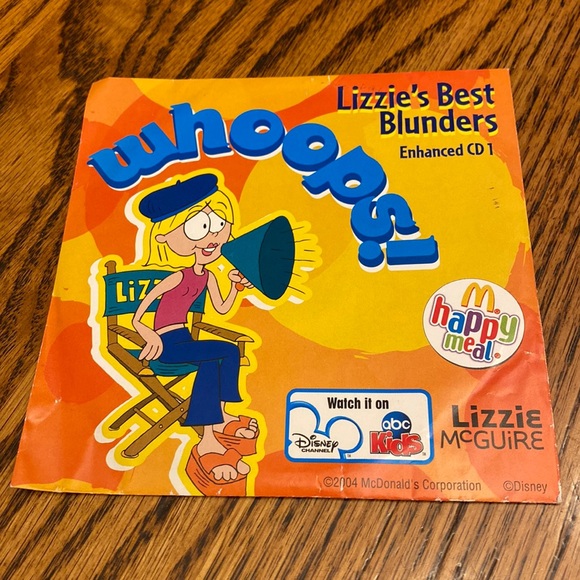 Lizzie's Best
Blunders
Enhanced CD 1
whoops!
LiZ
M
happy
meal
Watch it on
Disney
CHANNEL
abc
Kids
LiZZiE
McGUiRE
©2004 McDonald's Corporation ©Disney